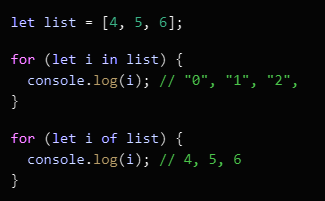 let list = [4, 5, 6];
for (let i in list) {
  console.log(i); // "0", "1", "2",
}
for (let i of list) {
  console.log(i); // 4, 5, 6
}